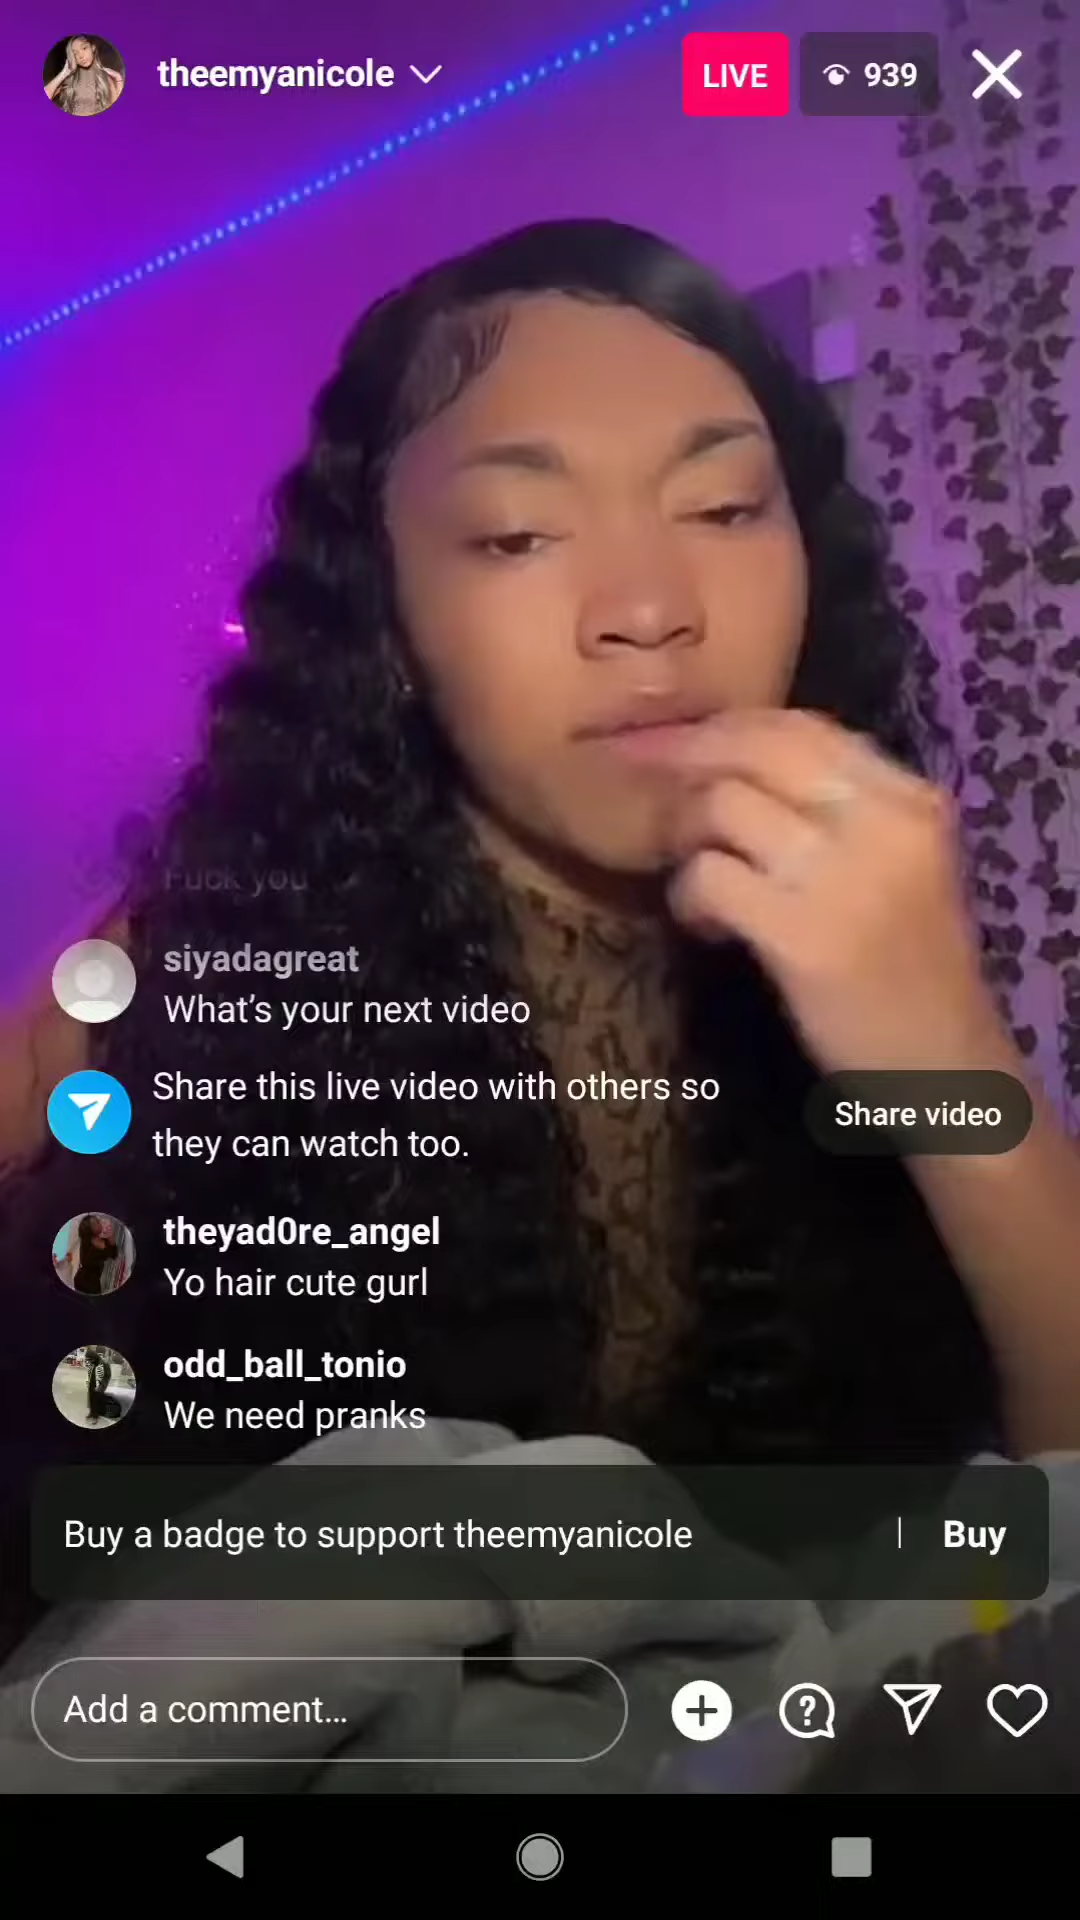 theemyanicole
LIVE
939
Fuck you
siyadagreat
What’s your next video
Share this live video with others so
they can watch too.
Share video
theyad0re_angel
Yo hair cute gurl
odd_ball_tonio
We need pranks
Buy a badge to support theemyanicole | Buy
Add a comment...